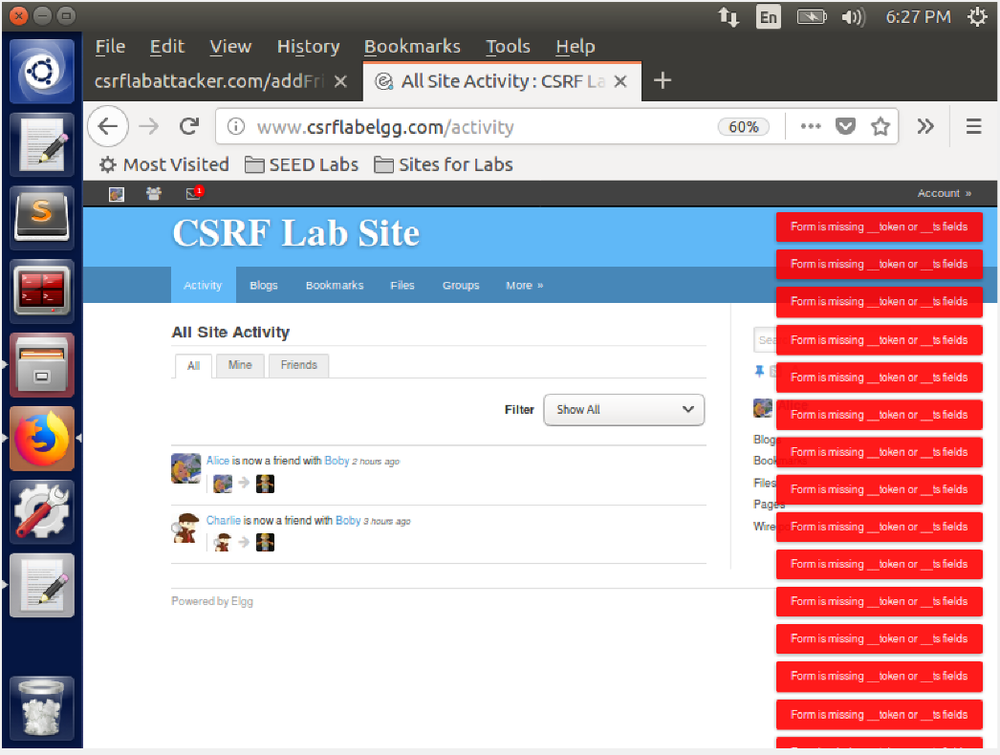 En 6:27 PM
File Edit View History Bookmarks Tools Help
csrflabattacker.com/addFri All Site Activity : CSRF La
www.csrflabelgg.com/activity 60%
Most Visited SEED Labs Sites for Labs
1 Account »
CSRF Lab Site
Activity Blogs Bookmarks Files Groups More »
All Site Activity
All Mine Friends
Filter Show All
Alice is now a friend with Boby 2 hours ago
Charlie is now a friend with Boby 3 hours ago
Powered by Elgg
Form is missing __token or __ts fields
Form is missing __token or __ts fields
Form is missing __token or __ts fields
Sea
Form is missing __token or __ts fields
Form is missing __token or __ts fields
Alice
Form is missing __token or __ts fields
Blogs
Form is missing __token or __ts fields
Bookmarks
Files
Form is missing __token or __ts fields
Pages
Wire
Form is missing __token or __ts fields
Form is missing __token or __ts fields
Form is missing __token or __ts fields
Form is missing __token or __ts fields
Form is missing __token or __ts fields
Form is missing __token or __ts fields